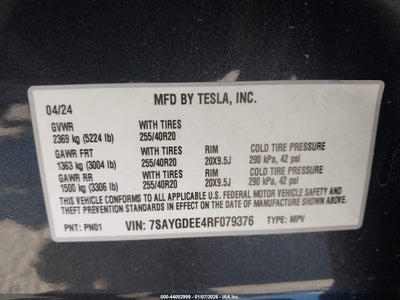 MFD BY TESLA, INC.
04/24
GVWR WITH TIRES
2369 kg (5224 lb) 255/40R20
GAWR FRT WITH TIRES RIM COLD TIRE PRESSURE
1363 kg (3004 lb) 255/40R20 20X9.5J 290 kPa, 42 psi
GAWR RR WITH TIRES RIM COLD TIRE PRESSURE
1500 kg (3306 lb) 255/40R20 20X9.5J 290 kPa, 42 psi
THIS VEHICLE CONFORMS TO ALL APPLICABLE FEDERAL MOTOR VEHICLE SAFETY AND
THEFT PREVENTION STANDARDS IN EFFECT ON THE DATE OF MANUFACTURE SHOWN ABOVE.
PNT: PN01 VIN: 7SAYGDEE4RF079376 TYPE: MPV
000-44002999 01/07/2026 IAA Inc.